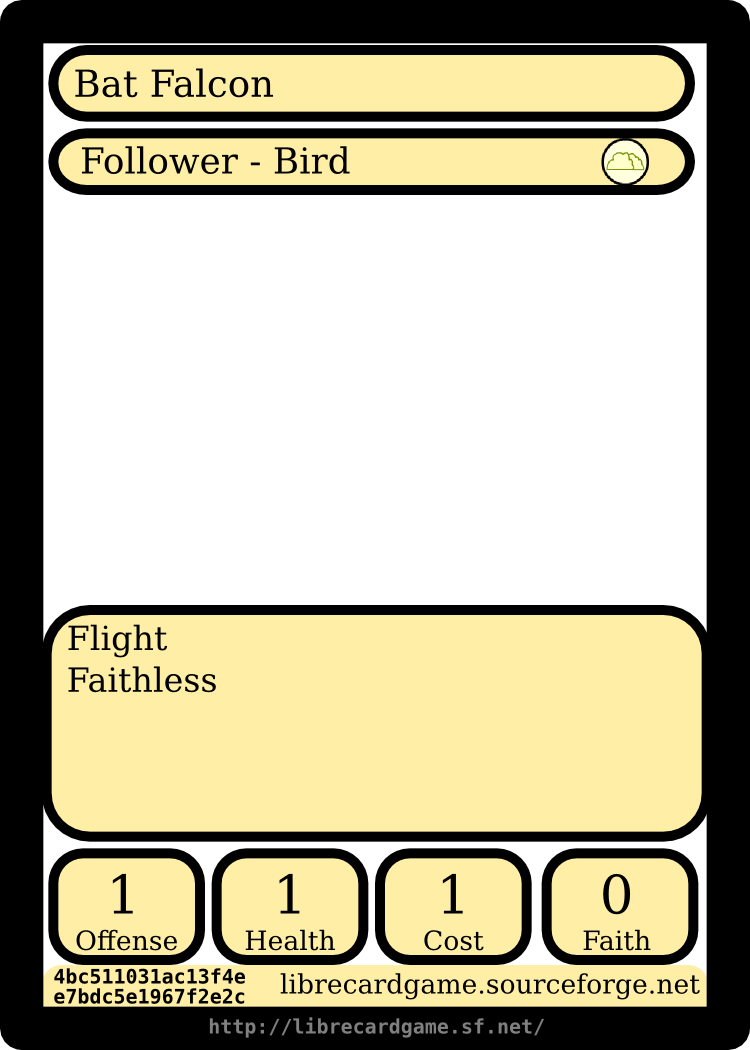 Bat Falcon
Follower - Bird
Flight
Faithless
1
Offense
1
Health
1
Cost
0
Faith
4bc511031ac13f4e
e7bdc5e1967f2e2c
librecardgame.sourceforge.net
http://librecardgame.sf.net/